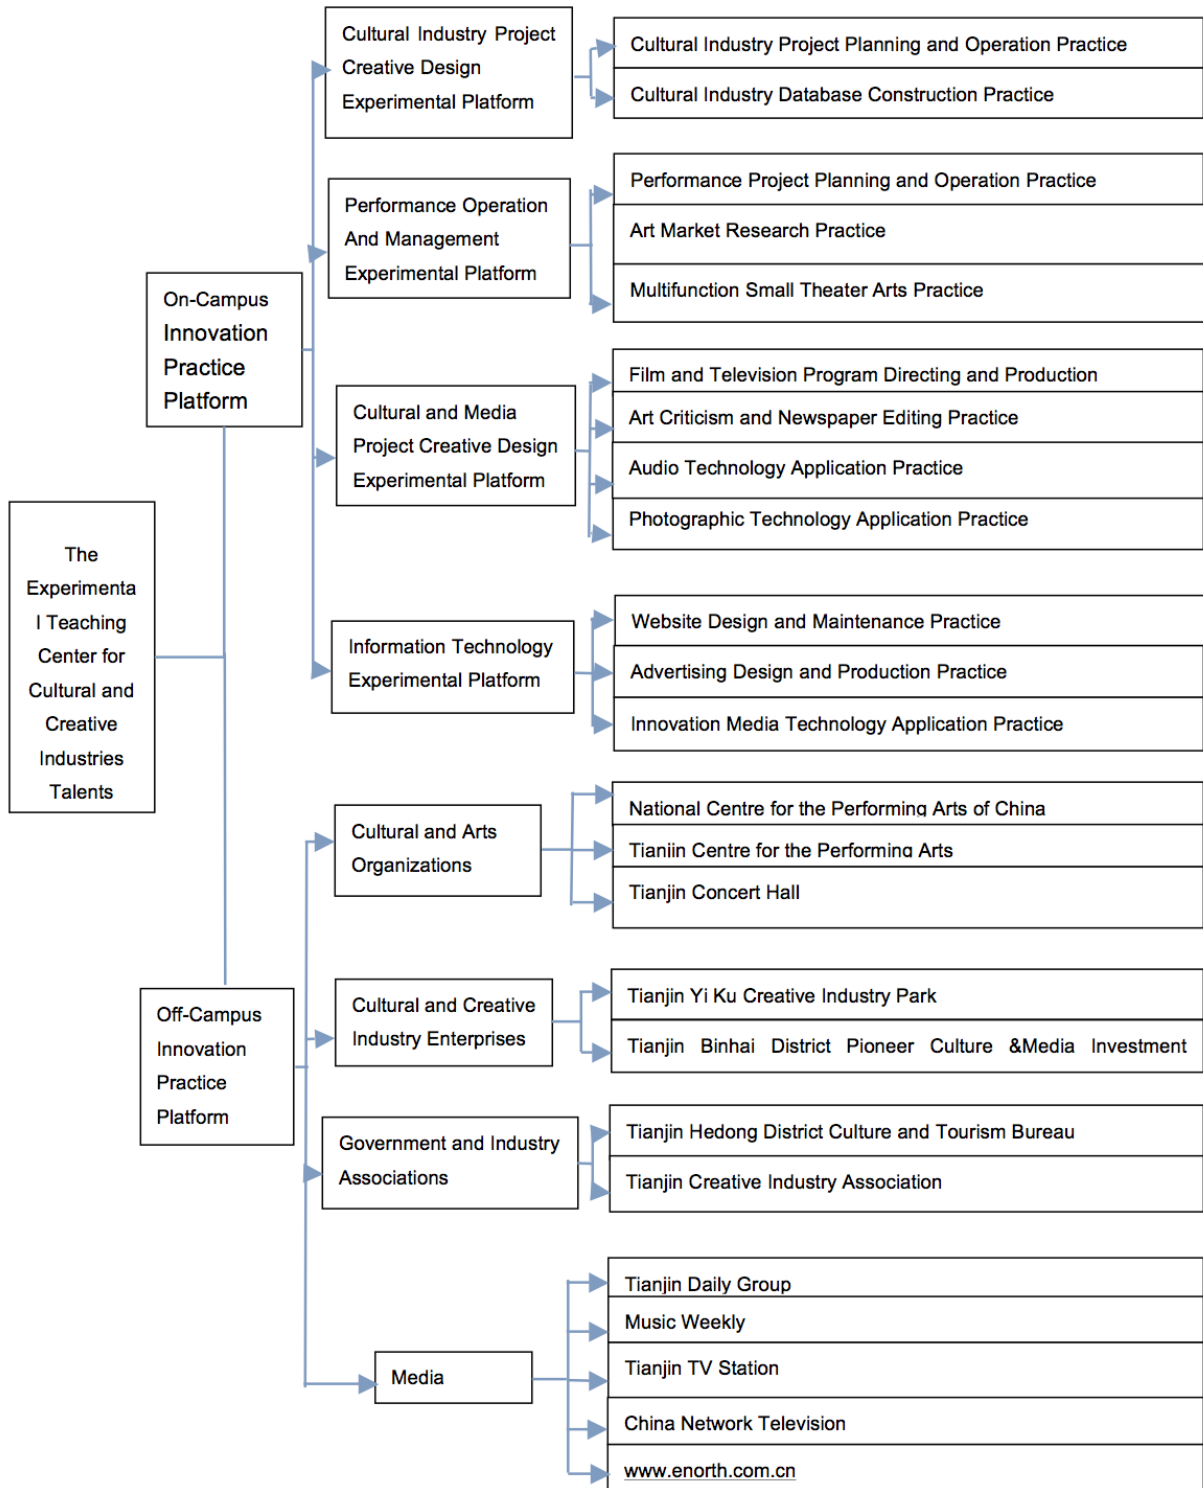 Cultural Industry Project
Creative Design
Experimental Platform
Cultural Industry Project Planning and Operation Practice
Cultural Industry Database Construction Practice
Performance Operation
And Management
Experimental Platform
Performance Project Planning and Operation Practice
Art Market Research Practice
Multifunction Small Theater Arts Practice
On-Campus
Innovation
Practice
Platform
Cultural and Media
Project Creative Design
Experimental Platform
Film and Television Program Directing and Production
Art Criticism and Newspaper Editing Practice
Audio Technology Application Practice
Photographic Technology Application Practice
The
Experimenta
l Teaching
Center for
Cultural and
Creative
Industries
Talents
Information Technology
Experimental Platform
Website Design and Maintenance Practice
Advertising Design and Production Practice
Innovation Media Technology Application Practice
Cultural and Arts
Organizations
National Centre for the Performing Arts of China
Tianjin Centre for the Performing Arts
Tianjin Concert Hall
Off-Campus
Innovation
Practice
Platform
Cultural and Creative
Industry Enterprises
Tianjin Yi Ku Creative Industry Park
Tianjin Binhai District Pioneer Culture &Media Investment
Government and Industry
Associations
Tianjin Hedong District Culture and Tourism Bureau
Tianjin Creative Industry Association
Media
Tianjin Daily Group
Music Weekly
Tianjin TV Station
China Network Television
www.enorth.com.cn